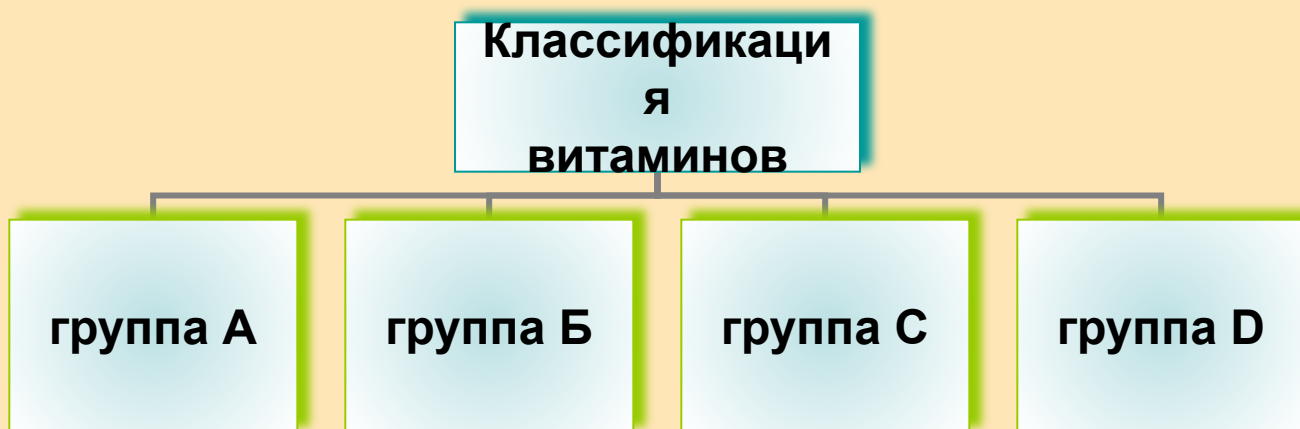 Классификаци
я
витаминов
группа А
группа Б
группа С
группа D